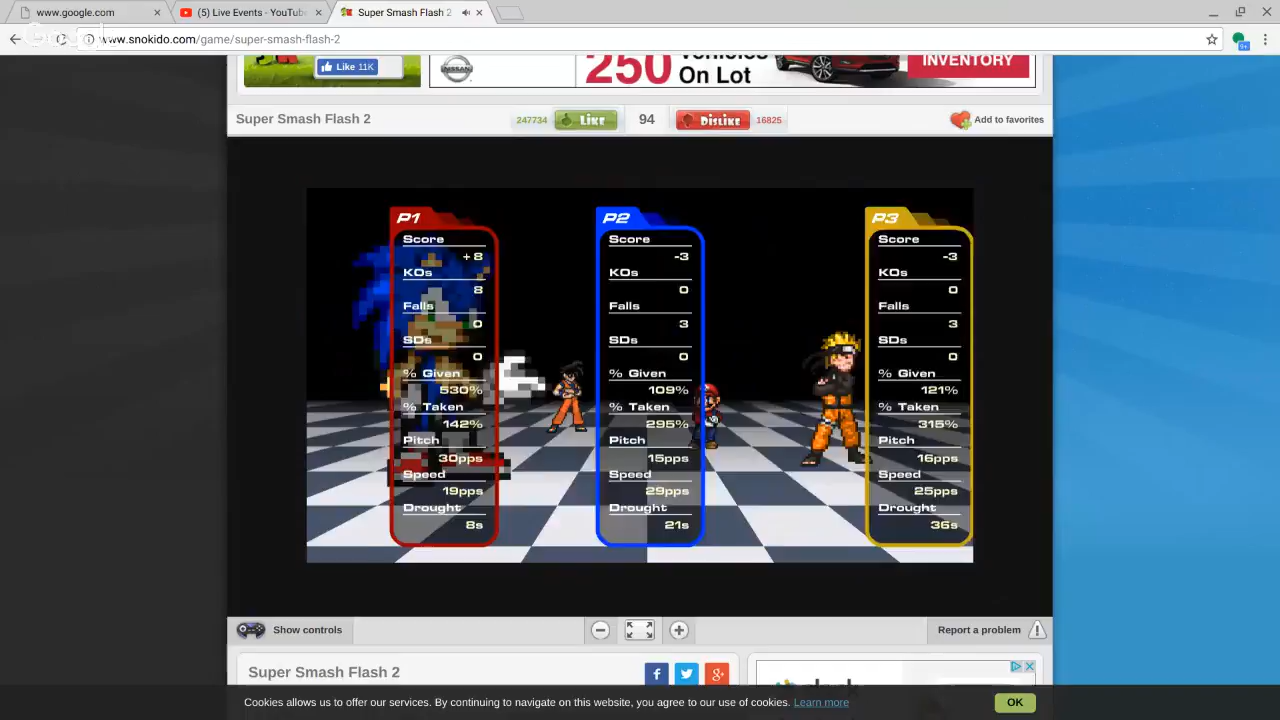 www.google.com
(5) Live Events - YouTub
Super Smash Flash 2
www.snokido.com/game/super-smash-flash-2
9+
Like 11K
NISSAN
250
Vehicles
On Lot
INVENTORY
Super Smash Flash 2
247734
Like
94
Dislike
16825
Add to favorites
P1
Score
+8
KOs
8
Falls
0
SDs
0
% Given
530%
% Taken
142%
Pitch
30pps
Speed
19pps
Drought
8s
P2
Score
-3
KOs
0
Falls
3
SDs
0
% Given
109%
% Taken
295%
Pitch
15pps
Speed
29pps
Drought
21s
P3
Score
-3
KOs
0
Falls
3
SDs
0
% Given
121%
% Taken
315%
Pitch
16pps
Speed
25pps
Drought
36s
Show controls
Report a problem
Super Smash Flash 2
Cookies allows us to offer our services. By continuing to navigate on this website, you agree to our use of cookies. Learn more
OK